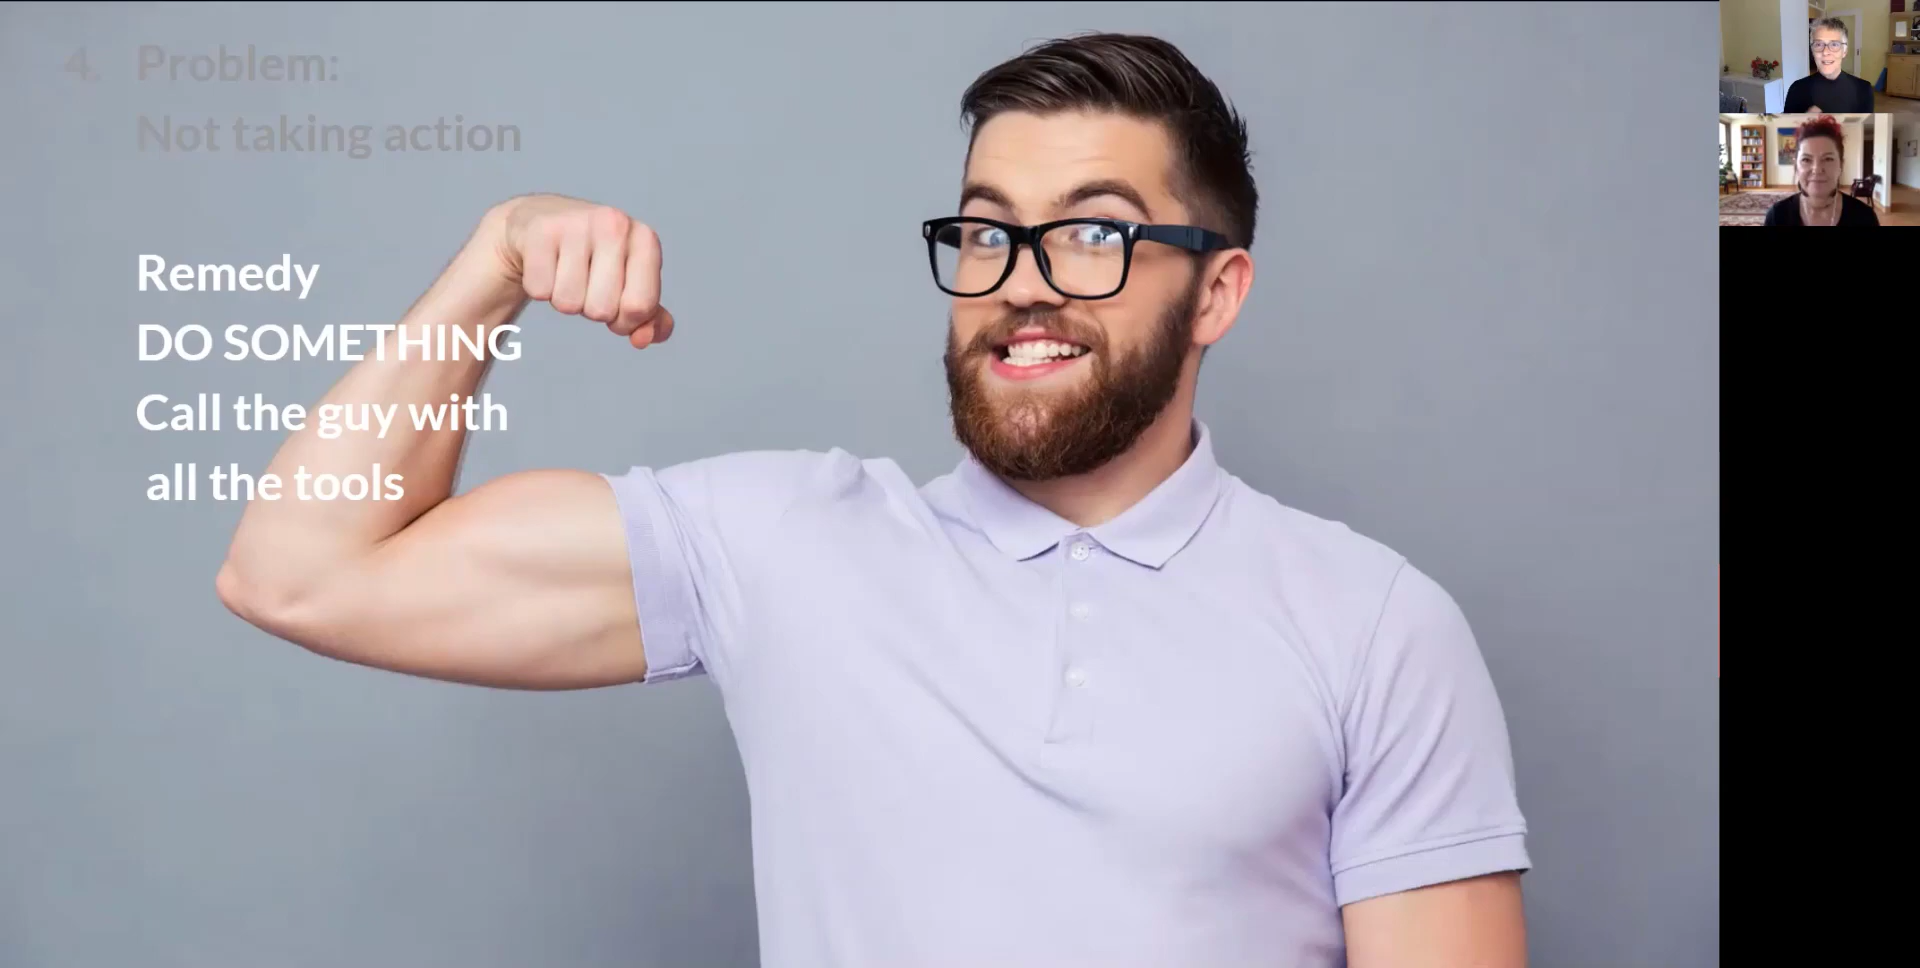 4. Problem:
Not taking action
Remedy
DO SOMETHING
Call the guy with
all the tools